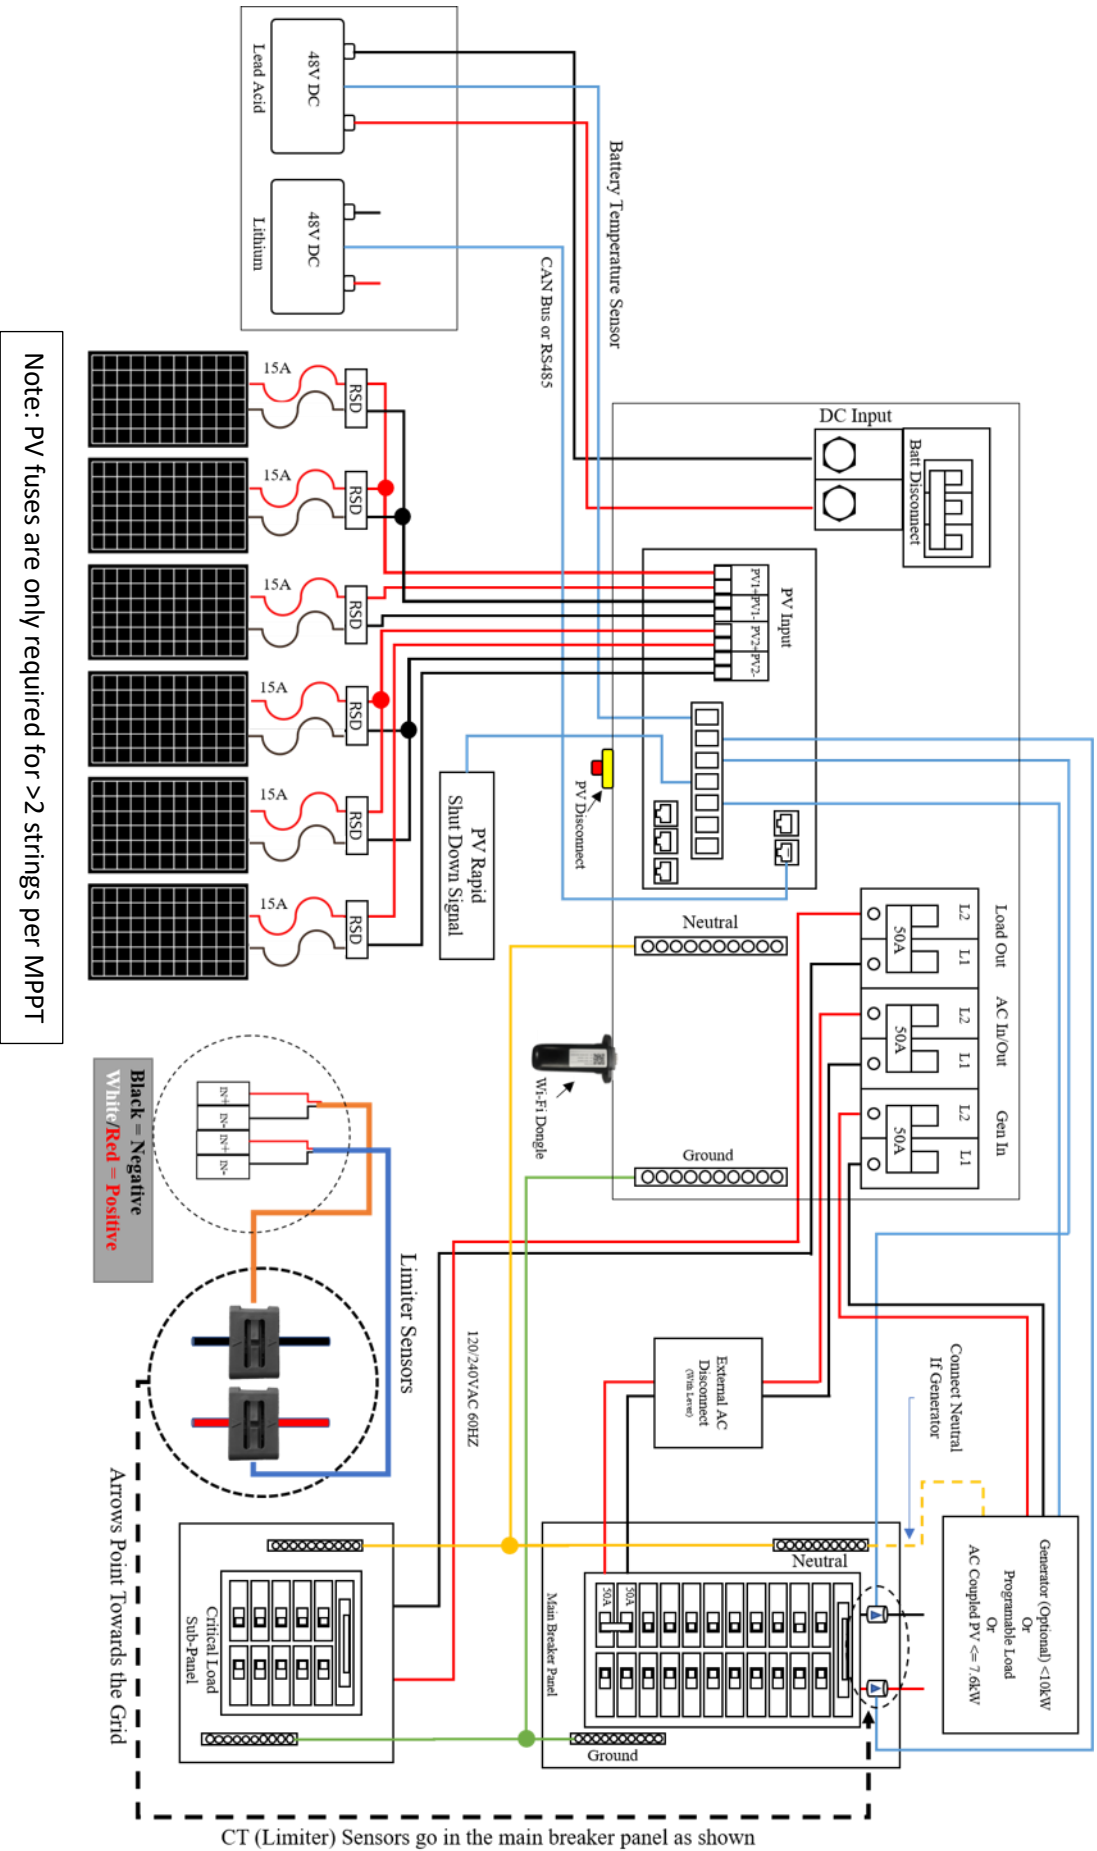 48V DC
Lead Acid
48V DC
Lithium
Battery Temperature Sensor
CAN Bus or RS485
DC Input
Batt Disconnect
PV Input
PV1+
PV1-
PV2+
PV2-
15A
RSD
15A
RSD
15A
RSD
15A
RSD
15A
RSD
15A
RSD
PV Disconnect
PV Rapid
Shut Down Signal
Note: PV fuses are only required for >2 strings per MPPT
Load Out
AC In/Out
Gen In
L2
L1
L2
L1
L2
L1
50A
50A
50A
Neutral
Ground
Wi-Fi Dongle
IN+
IN-
IN+
IN-
Black = Negative
White/Red = Positive
Limiter Sensors
120/240VAC 60HZ
External AC
Disconnect
(With Lever)
Connect Neutral
If Generator
Generator (Optional) <10kW
Or
Programable Load
Or
AC Coupled PV <= 7.6kW
Neutral
50A
50A
Main Breaker Panel
Ground
Critical Load
Sub-Panel
Arrows Point Towards the Grid
CT (Limiter) Sensors go in the main breaker panel as shown